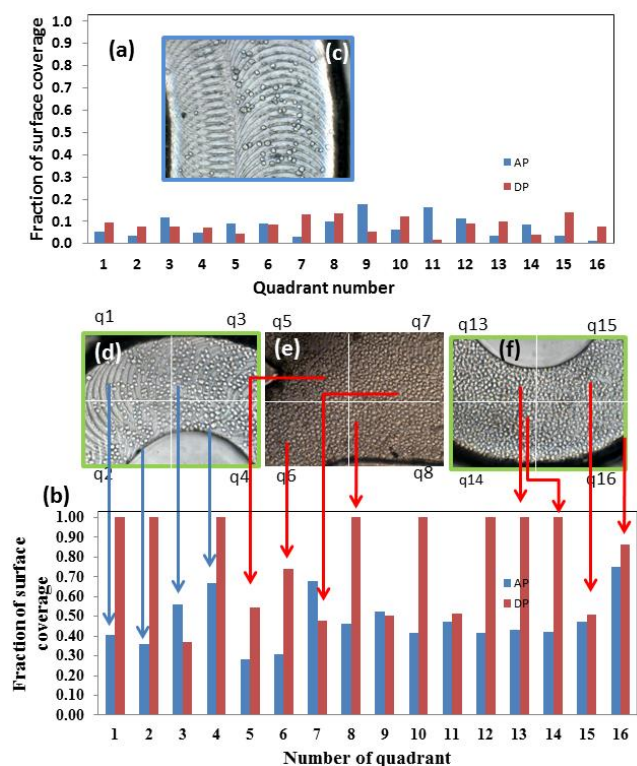 1.0
0.9
0.8
0.7
0.6
0.5
0.4
0.3
0.2
0.1
0.0
Fraction of surface coverage
(a)
(c)
AP
DP
1 2 3 4 5 6 7 8 9 10 11 12 13 14 15 16
Quadrant number
q1 q3 q5 q7 q13 q15
(d) (e) (f)
q2 q4 q6 q8 q14 q16
(b)
1.00
0.90
0.80
0.70
0.60
0.50
0.40
0.30
0.20
0.10
0.00
Fraction of surface
coverage
AP
DP
1 2 3 4 5 6 7 8 9 10 11 12 13 14 15 16
Number of quadrant